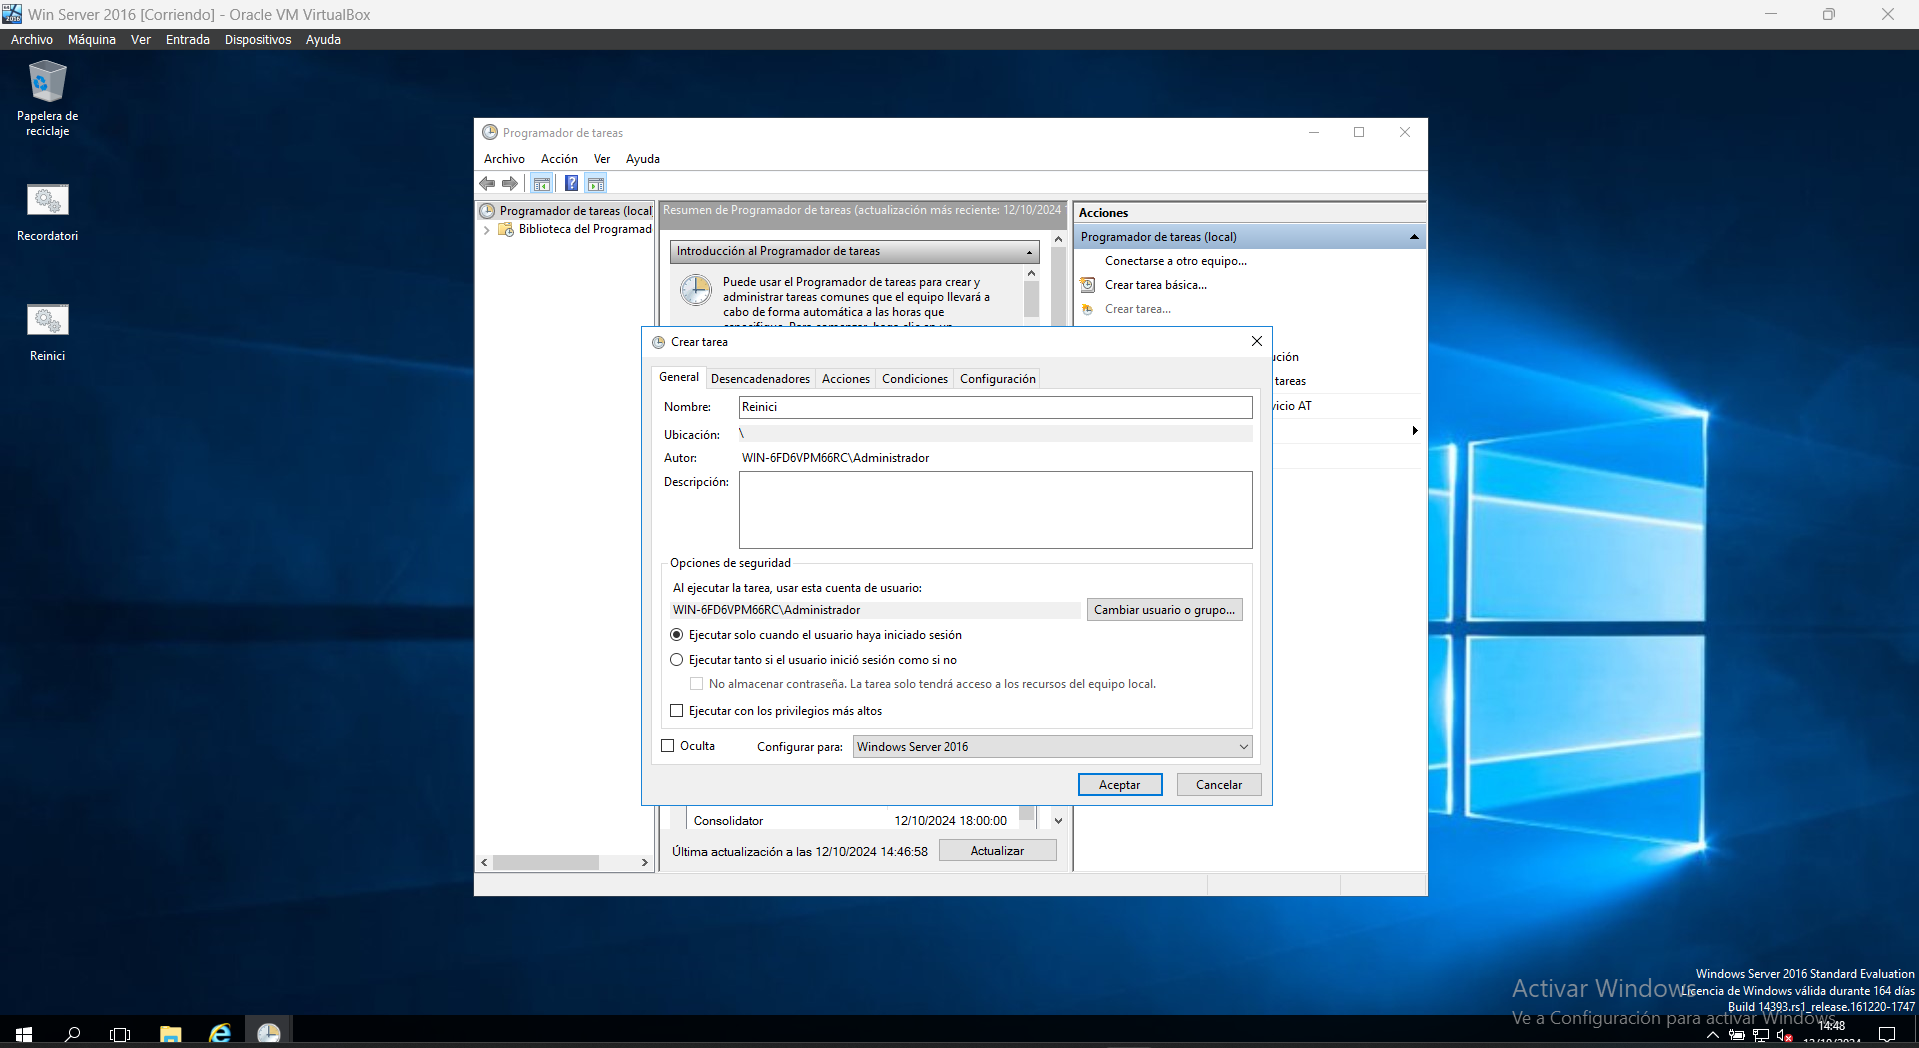 Win Server 2016 [Corriendo] - Oracle VM VirtualBox
Archivo Máquina Ver Entrada Dispositivos Ayuda
Papelera de
reciclaje
Recordatori
Reinici
Programador de tareas
Archivo Acción Ver Ayuda
Programador de tareas (local
Biblioteca del Programad
Resumen de Programador de tareas (actualización más reciente: 12/10/2024
Introducción al Programador de tareas
Puede usar el Programador de tareas para crear y
administrar tareas comunes que el equipo llevará a
cabo de forma automática a las horas que
Acciones
Programador de tareas (local)
Conectarse a otro equipo...
Crear tarea básica...
Crear tarea...
ución
tareas
vicio AT
Crear tarea
General Desencadenadores Acciones Condiciones Configuración
Nombre: Reinici
Ubicación: \
Autor: WIN-6FD6VPM66RC\Administrador
Descripción:
Opciones de seguridad
Al ejecutar la tarea, usar esta cuenta de usuario:
WIN-6FD6VPM66RC\Administrador Cambiar usuario o grupo...
Ejecutar solo cuando el usuario haya iniciado sesión
Ejecutar tanto si el usuario inició sesión como si no
No almacenar contraseña. La tarea solo tendrá acceso a los recursos del equipo local.
Ejecutar con los privilegios más altos
Oculta Configurar para: Windows Server 2016
Aceptar Cancelar
Consolidator 12/10/2024 18:00:00
Última actualización a las 12/10/2024 14:46:58 Actualizar
Activar Windows
Ve a Configuración para activar Windows.
Windows Server 2016 Standard Evaluation
Licencia de Windows válida durante 164 días
Build 14393.rs1_release.161220-1747
14:48